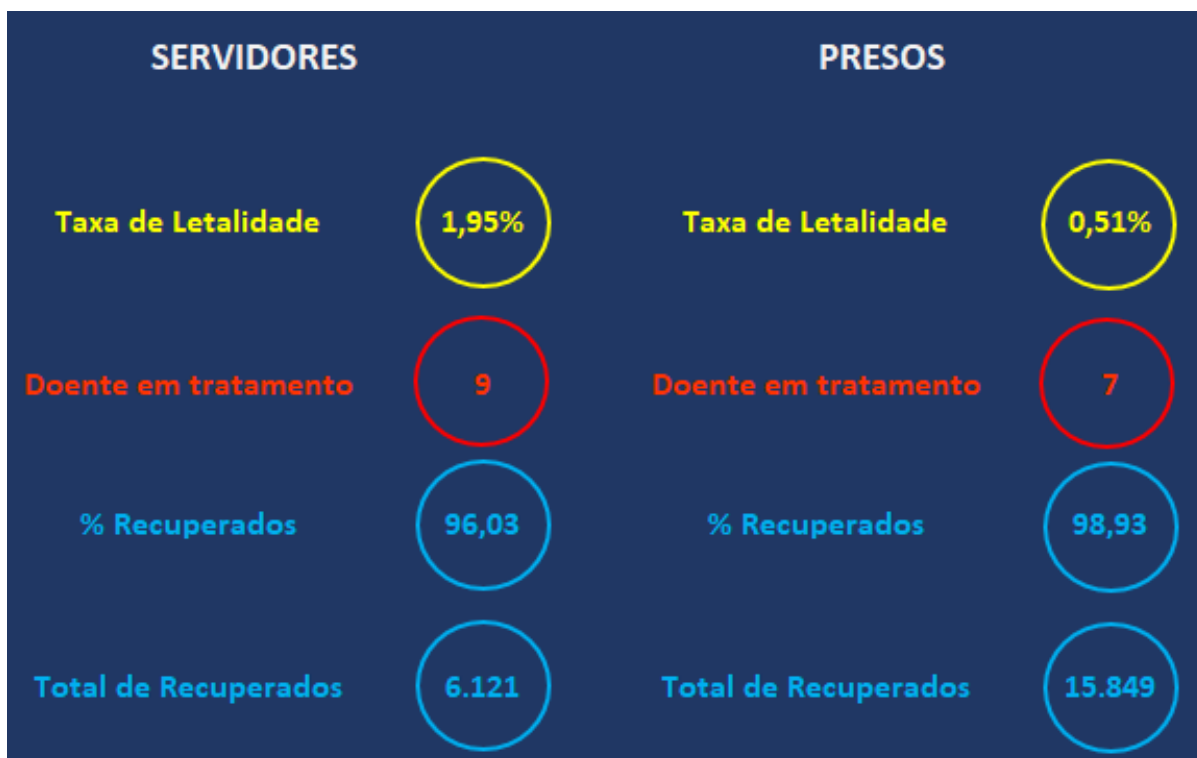 SERVIDORES
PRESOS
Taxa de Letalidade 1,95%
Taxa de Letalidade 0,51%
Doente em tratamento 9
Doente em tratamento 7
% Recuperados 96,03
% Recuperados 98,93
Total de Recuperados 6.121
Total de Recuperados 15.849